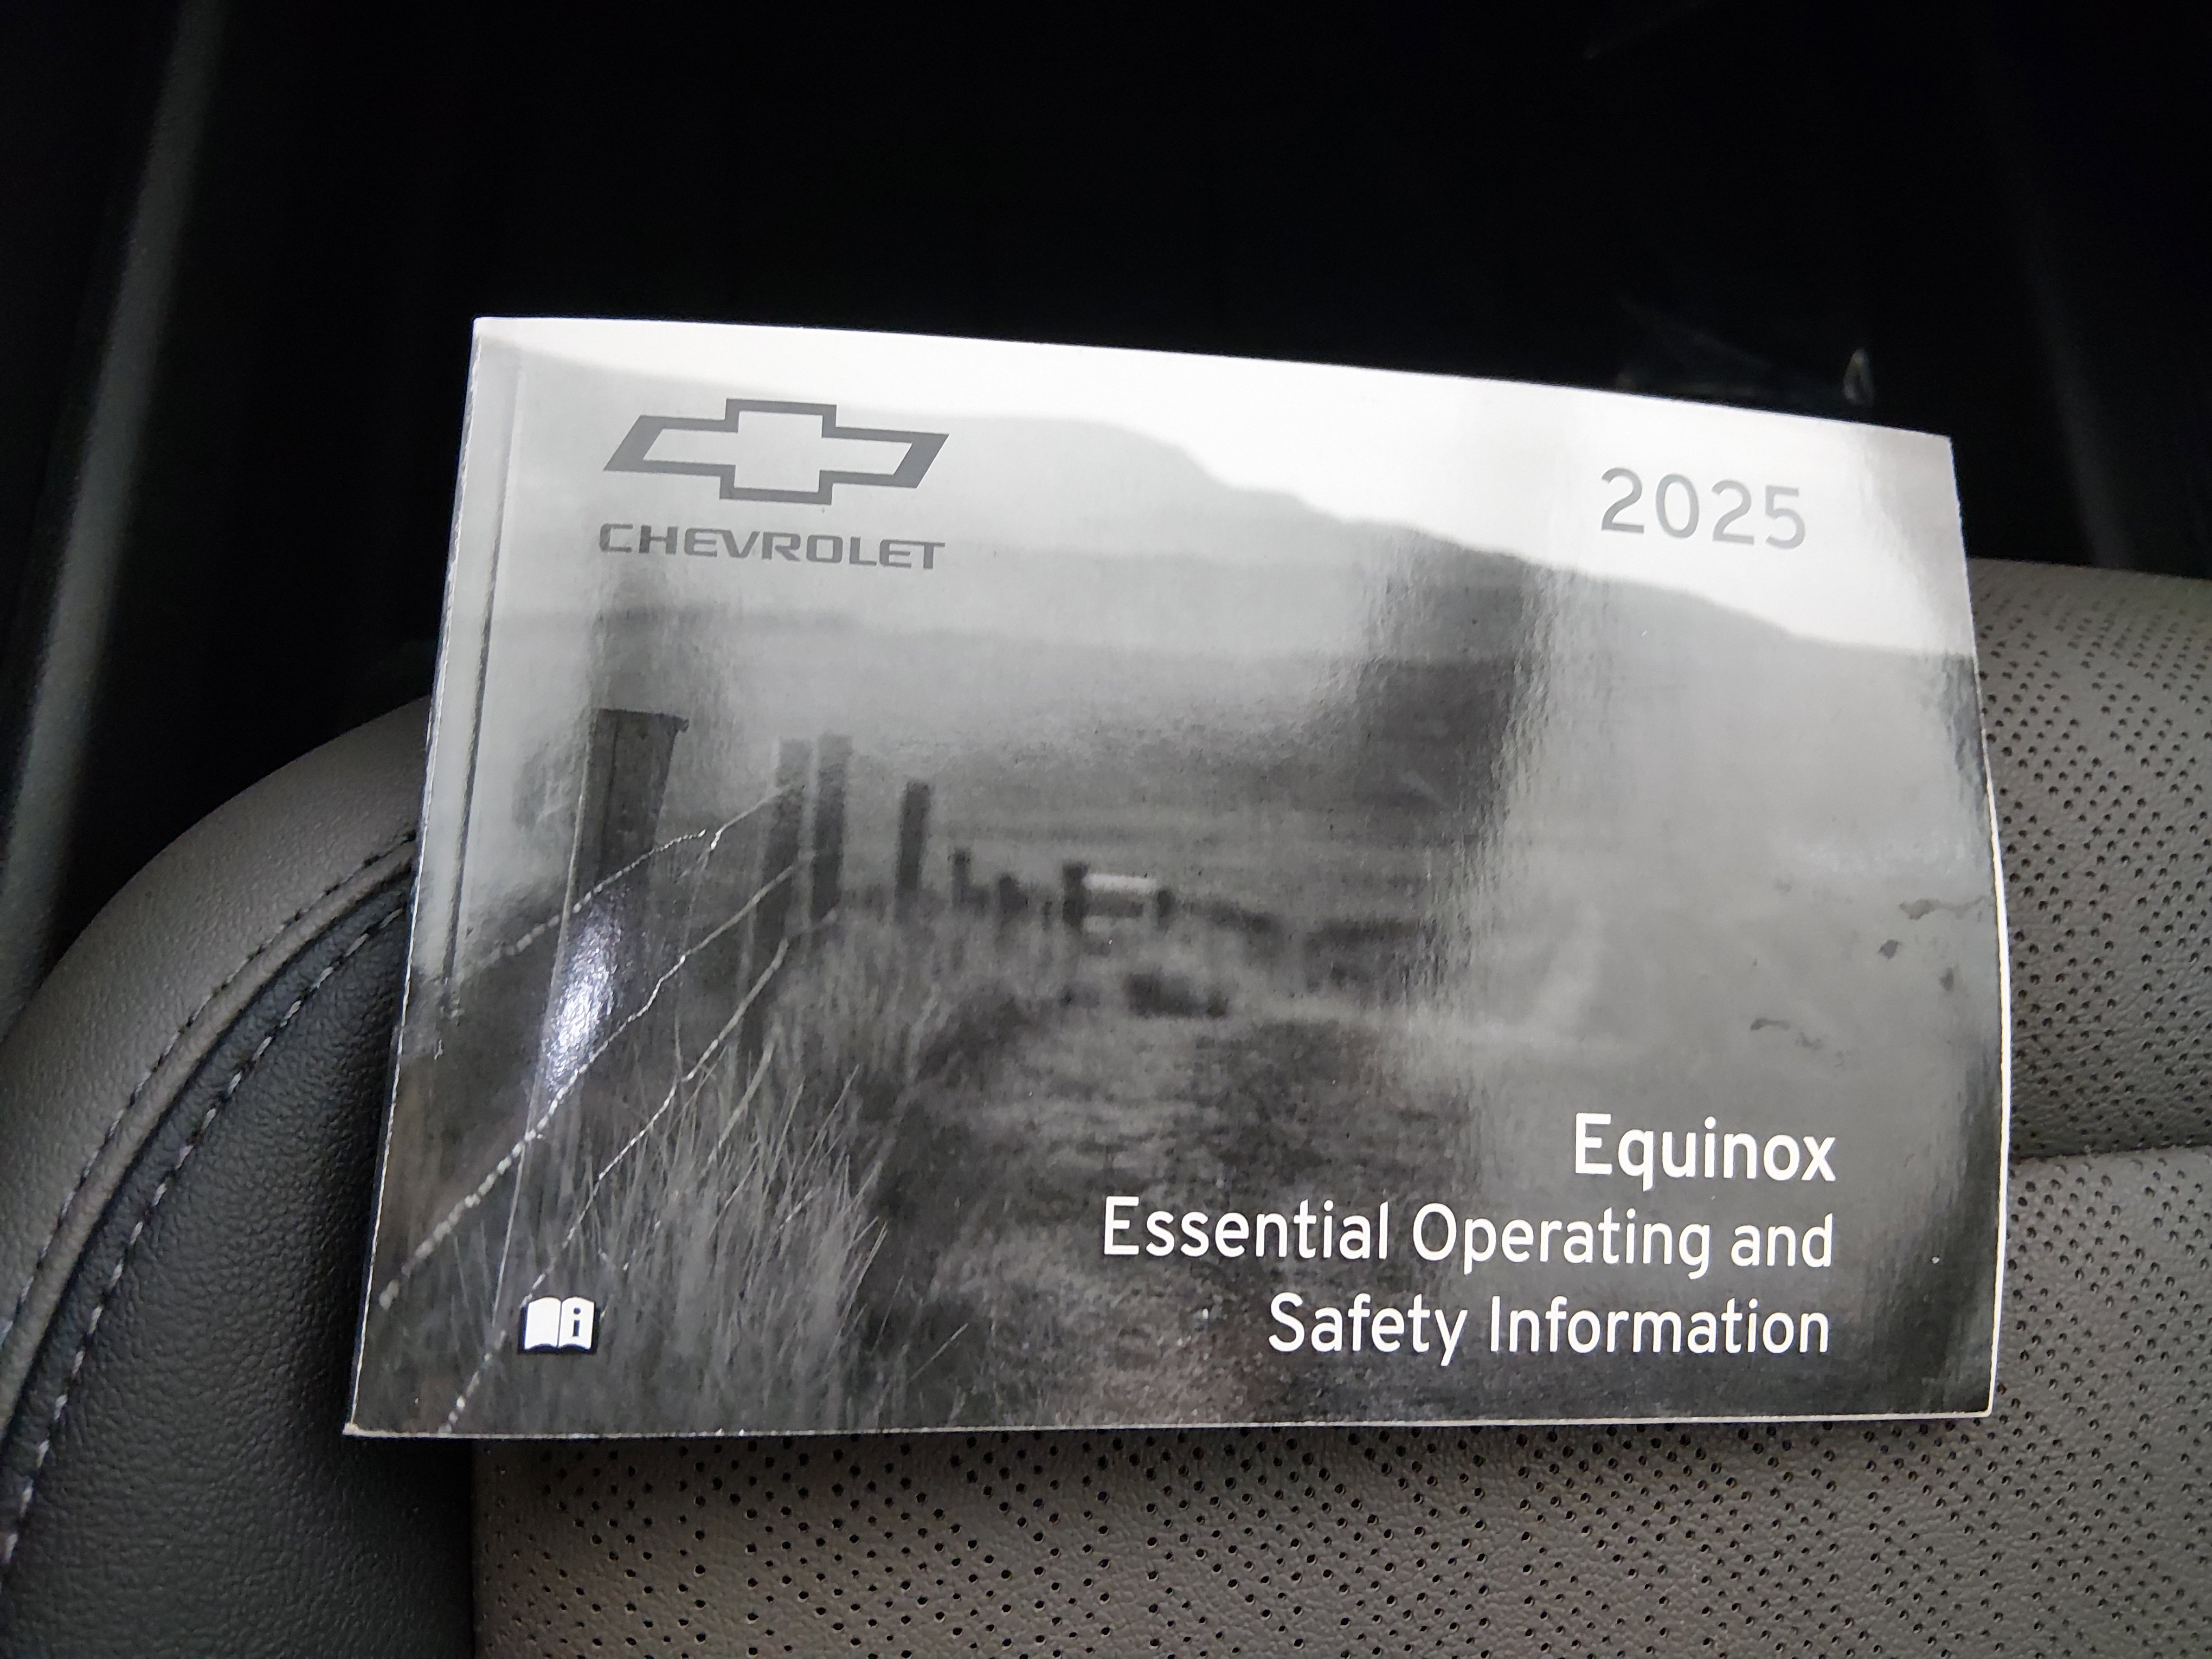 CHEVROLET
2025
Equinox
Essential Operating and
Safety Information